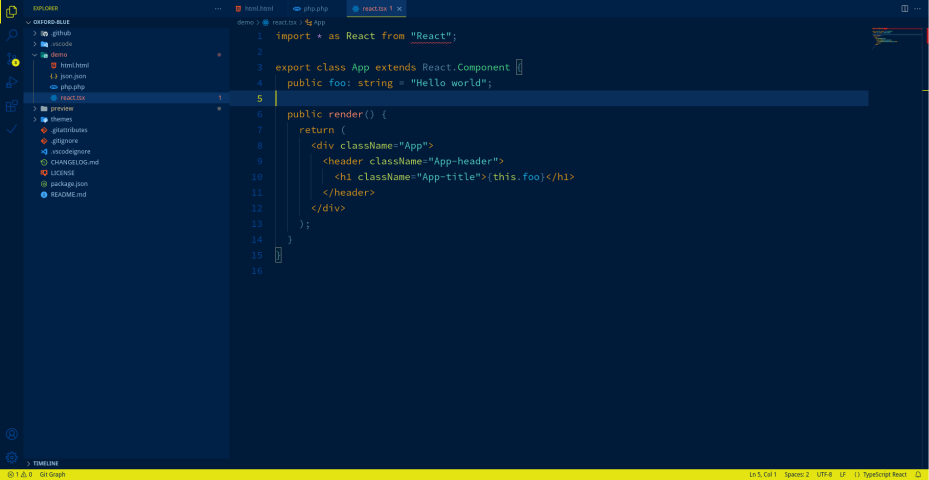 EXPLORER
OXFORD-BLUE
.github
.vscode
demo
html.html
{.} json.json
php.php
react.tsx 1
preview
themes
.gitattributes
.gitignore
.vscodeignore
CHANGELOG.md
LICENSE
package.json
README.md
TIMELINE
html.html php.php react.tsx 1 ×
demo > react.tsx > App
1 import * as React from "React";
2
3 export class App extends React.Component {
4 public foo: string = "Hello world";
5
6 public render() {
7 return (
8 <div className="App">
9 <header className="App-header">
10 <h1 className="App-title">{this.foo}</h1>
11 </header>
12 </div>
13 );
14 }
15 }
16
1 0 Git Graph Ln 5, Col 1 Spaces: 2 UTF-8 LF {} TypeScript React